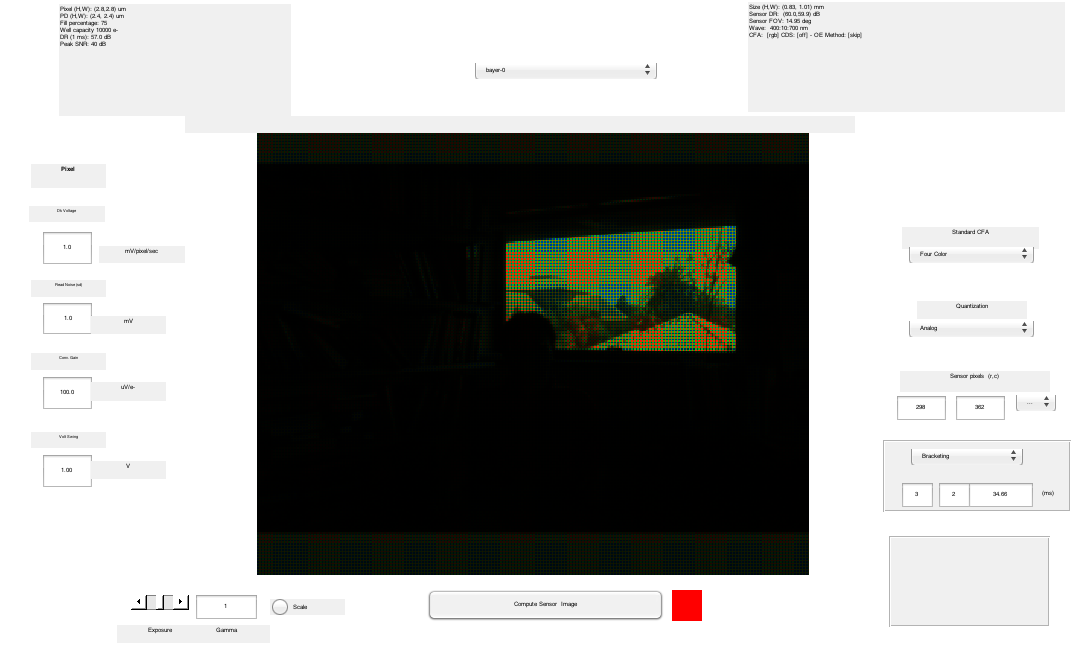 Pixel (H,W): (2.8,2.8) um
PD (H,W): (2.4, 2.4) um
Fill percentage: 75
Well capacity 10000 e-
DR (1 ms): 57.0 dB
Peak SNR: 40 dB
Size (H,W): (0.83, 1.01) mm
Sensor DR: (60.0,59.9) dB
Sensor FOV: 14.95 deg
Wave: 400:10:700 nm
CFA: [rgb] CDS: [off] - OE Method: [skip]
bayer-0
Pixel
Dk Voltage
1.0
mV/pixel/sec
Read Noise (sd)
1.0
mV
Conv. Gain
100.0
uV/e-
Volt Swing
1.00
V
Standard CFA
Four Color
Quantization
Analog
Sensor pixels (r,c)
298
362
...
Bracketing
3
2
34.66
(ms)
1
Scale
Exposure
Gamma
Compute Sensor Image